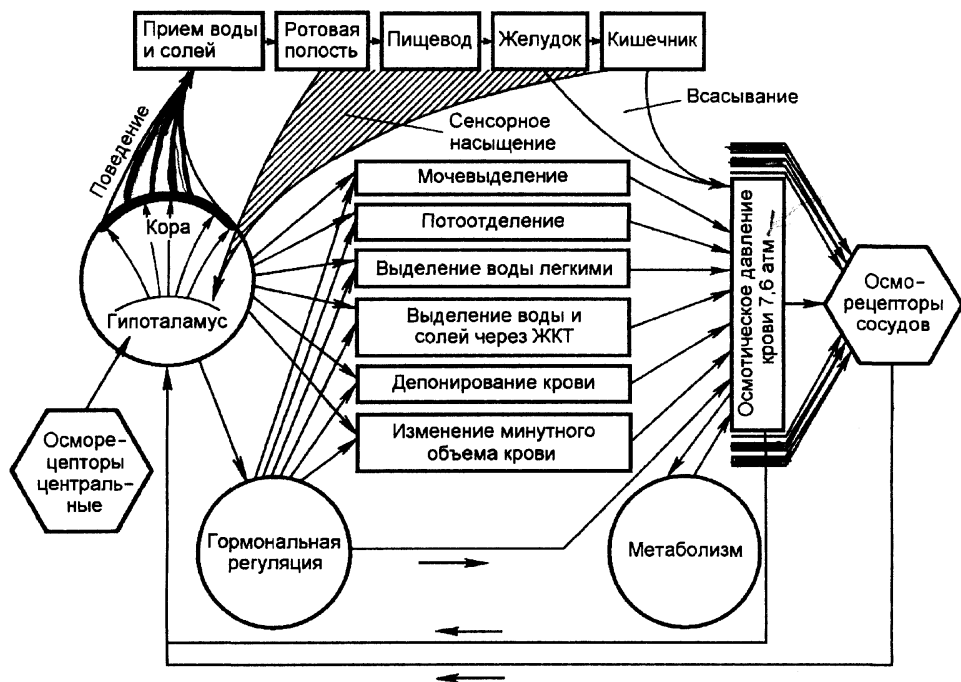 Прием воды
и солей
Ротовая
полость
Пищевод
Желудок
Кишечник
Всасывание
Сенсорное
насыщение
Поведение
Кора
Гипоталамус
Мочевыделение
Потоотделение
Выделение воды легкими
Выделение воды и
солей через ЖКТ
Депонирование крови
Изменение минутного
объема крови
Осмотическое давление
крови 7,6 атм
Осмо-
рецепторы
сосудов
Осморе-
цепторы
централь-
ные
Гормональная
регуляция
Метаболизм